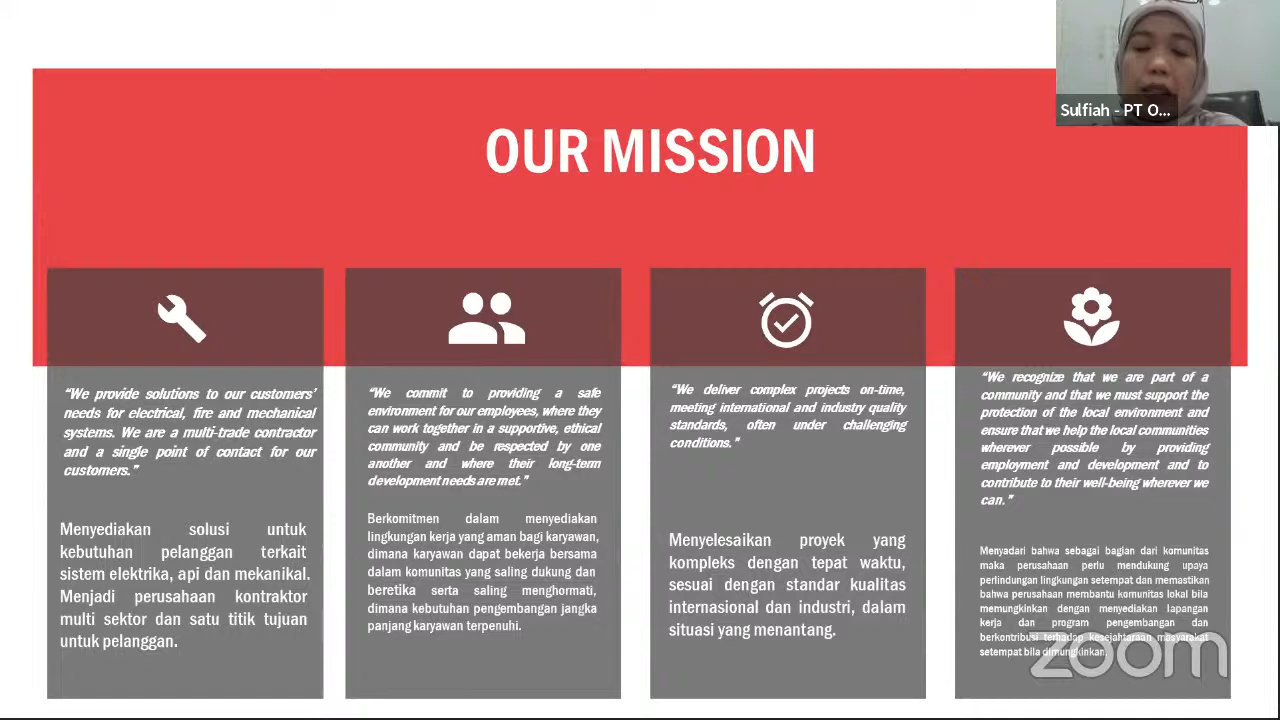 Sulfiah - PT O...
OUR MISSION
"We provide solutions to our customers'
needs for electrical, fire and mechanical
systems. We are a multi-trade contractor
and a single point of contact for our
customers."
Menyediakan solusi untuk
kebutuhan pelanggan terkait
sistem elektrika, api dan mekanikal.
Menjadi perusahaan kontraktor
multi sektor dan satu titik tujuan
untuk pelanggan.
"We commit to providing a safe
environment for our employees, where they
can work together in a supportive, ethical
community and be respected by one
another and where their long-term
development needs are met."
Berkomitmen dalam menyediakan
lingkungan kerja yang aman bagi karyawan,
dimana karyawan dapat bekerja bersama
dalam komunitas yang saling dukung dan
beretika serta saling menghormati,
dimana kebutuhan pengembangan jangka
panjang karyawan terpenuhi.
"We deliver complex projects on-time,
meeting international and industry quality
standards, often under challenging
conditions."
Menyelesaikan proyek yang
kompleks dengan tepat waktu,
sesuai dengan standar kualitas
internasional dan industri, dalam
situasi yang menantang.
"We recognize that we are part of a
community and that we must support the
protection of the local environment and
ensure that we help the local communities
wherever possible by providing
employment and development and to
contribute to their well-being wherever we
can."
Menyadari bahwa sebagai bagian dari komunitas
maka perusahaan perlu mendukung upaya
perlindungan lingkungan setempat dan memastikan
bahwa perusahaan membantu komunitas lokal bila
memungkinkan dengan menyediakan lapangan
kerja dan program pengembangan dan
berkontribusi terhadap kesejahtaraan masyarakat
setempat bila dimungkinkan.
zoom